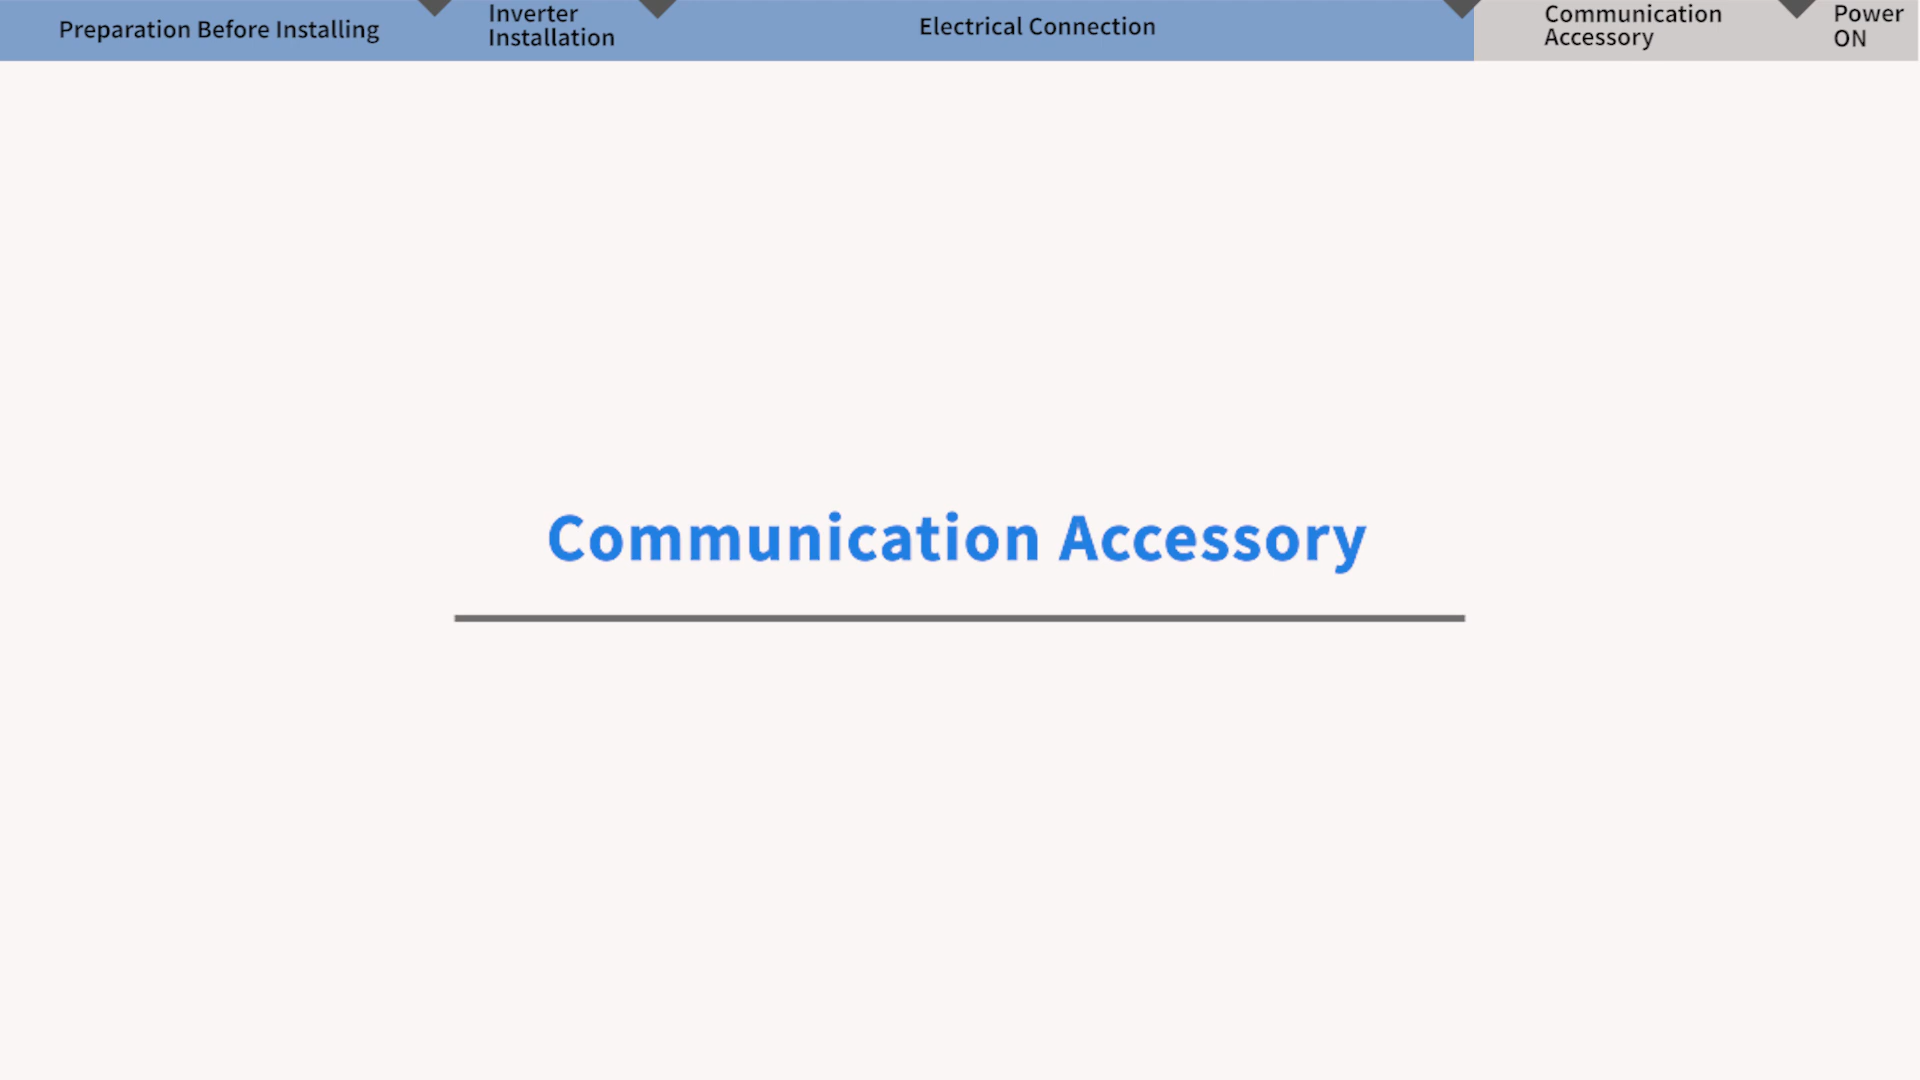 Preparation Before Installing
Inverter
Installation
Electrical Connection
Communication
Accessory
Power
ON
Communication Accessory